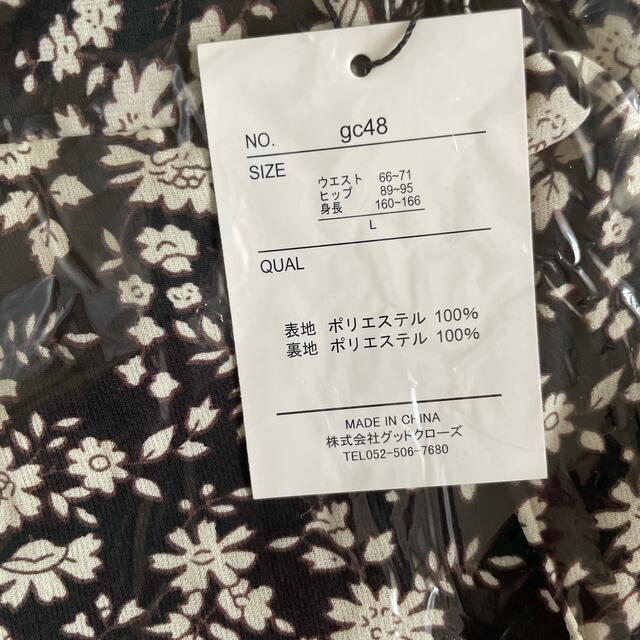 NO. gc48
SIZE
ウエスト 66~71
ヒップ 89~95
身長 160~166
L
QUAL
表地 ポリエステル 100%
裏地 ポリエステル 100%
MADE IN CHINA
株式会社グットクローズ
TEL052-506-7680